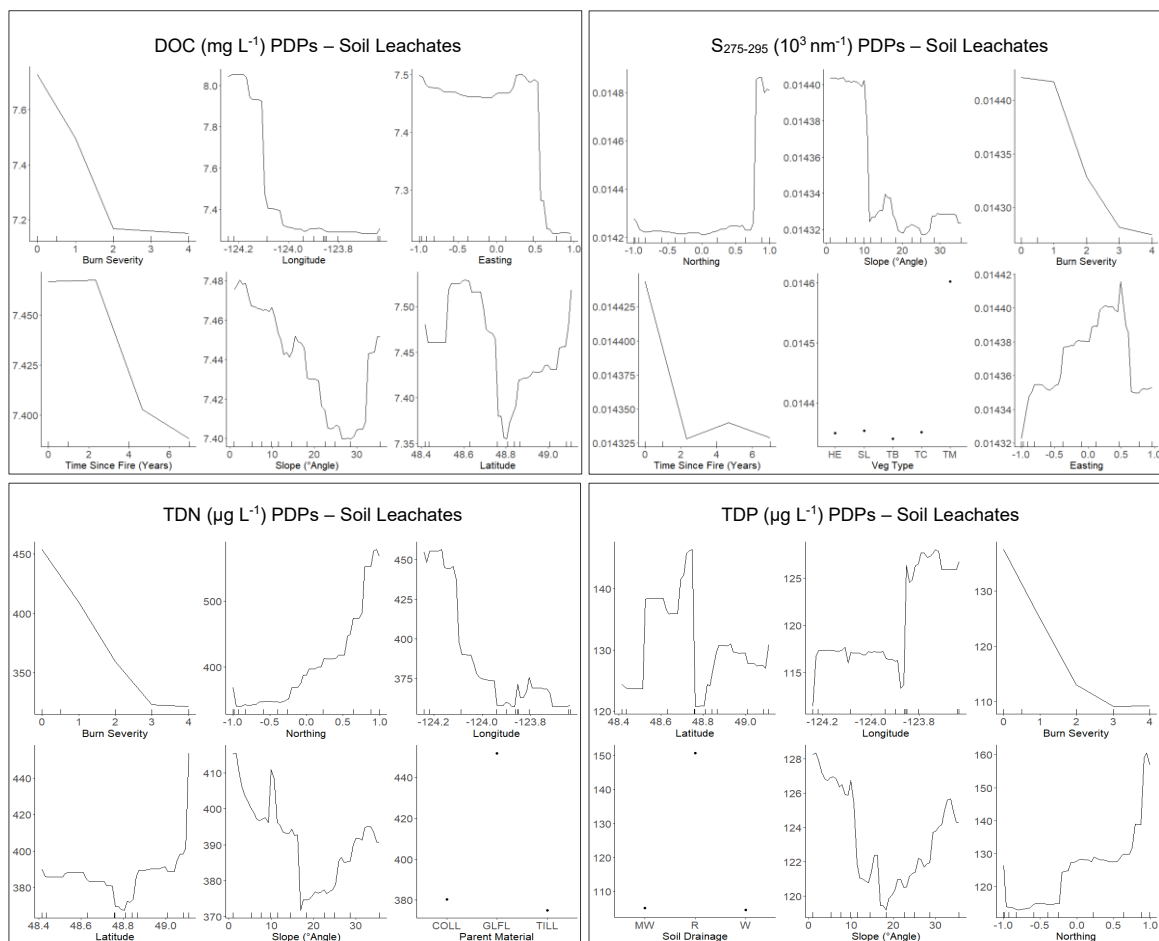 DOC (mg L⁻¹) PDPs – Soil Leachates
7.6
7.4
7.2
0 1 2 3 4
Burn Severity
8.0
7.8
7.6
7.4
-124.2 -124.0 -123.8
Longitude
7.5
7.4
7.3
-1.0 -0.5 0.0 0.5 1.0
Easting
7.450
7.425
7.400
0 2 4 6
Time Since Fire (Years)
7.48
7.46
7.44
7.42
7.40
0 10 20 30
Slope (°Angle)
7.50
7.45
7.40
7.35
48.4 48.6 48.8 49.0
Latitude
S₂₇₅₋₂₉₅ (10³ nm⁻¹) PDPs – Soil Leachates
0.0148
0.0146
0.0144
0.0142
-1.0 -0.5 0.0 0.5 1.0
Northing
0.01440
0.01438
0.01436
0.01434
0.01432
0 10 20 30
Slope (°Angle)
0.01440
0.01430
0 1 2 3 4
Burn Severity
0.014425
0.014400
0.014375
0.014350
0.014325
0 2 4 6
Time Since Fire (Years)
0.0146
0.0145
0.0144
HE SL TB TC TM
Veg Type
0.01442
0.01440
0.01438
0.01436
0.01434
0.01432
-1.0 -0.5 0.0 0.5 1.0
Easting
TDN (µg L⁻¹) PDPs – Soil Leachates
450
400
350
0 1 2 3 4
Burn Severity
500
400
-1.0 -0.5 0.0 0.5 1.0
Northing
450
425
400
375
-124.2 -124.0 -123.8
Longitude
440
420
400
380
48.4 48.6 48.8 49.0
Latitude
410
400
390
380
370
0 10 20 30
Slope (°Angle)
440
420
400
380
COLL GLFL TILL
Parent Material
TDP (µg L⁻¹) PDPs – Soil Leachates
140
130
120
48.4 48.6 48.8 49.0
Latitude
125
120
-124.2 -124.0 -123.8
Longitude
130
120
110
0 1 2 3 4
Burn Severity
150
140
130
120
MW R W
Soil Drainage
128
126
124
122
120
0 10 20 30
Slope (°Angle)
160
150
140
130
120
-1.0 -0.5 0.0 0.5 1.0
Northing